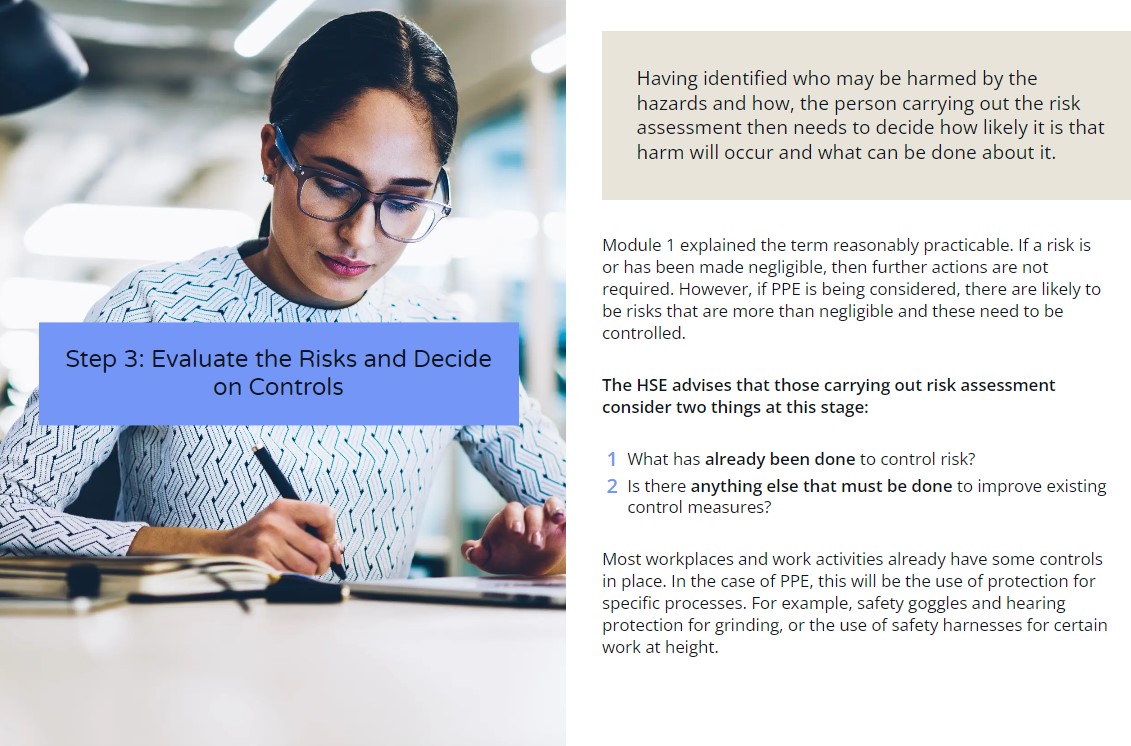 Step 3: Evaluate the Risks and Decide
on Controls
Having identified who may be harmed by the
hazards and how, the person carrying out the risk
assessment then needs to decide how likely it is that
harm will occur and what can be done about it.
Module 1 explained the term reasonably practicable. If a risk is
or has been made negligible, then further actions are not
required. However, if PPE is being considered, there are likely to
be risks that are more than negligible and these need to be
controlled.
The HSE advises that those carrying out risk assessment
consider two things at this stage:
1 What has already been done to control risk?
2 Is there anything else that must be done to improve existing
control measures?
Most workplaces and work activities already have some controls
in place. In the case of PPE, this will be the use of protection for
specific processes. For example, safety goggles and hearing
protection for grinding, or the use of safety harnesses for certain
work at height.